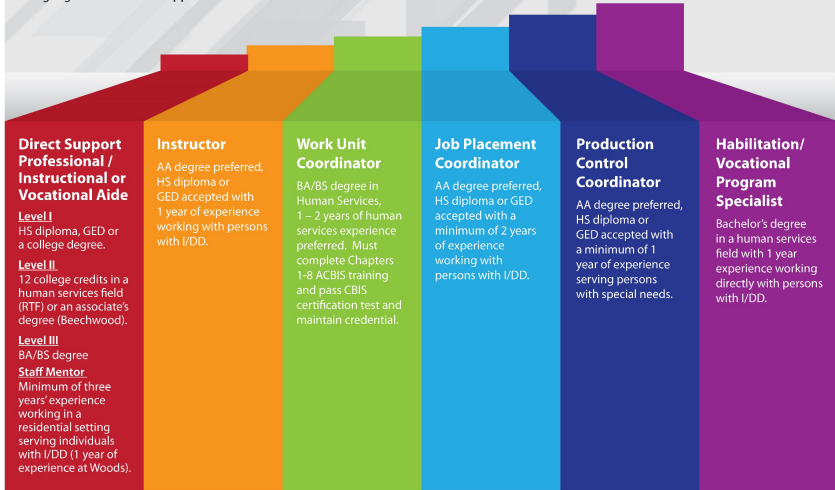 Direct Support
Professional /
Instructional or
Vocational Aide
Level I
HS diploma, GED or
a college degree.
Level II
12 college credits in a
human services field
(RTF) or an associate's
degree (Beechwood).
Level III
BA/BS degree
Staff Mentor
Minimum of three
years' experience
working in a
residential setting
serving individuals
with I/DD (1 year of
experience at Woods).
Instructor
AA degree preferred,
HS diploma or
GED accepted with
1 year of experience
working with persons
with I/DD.
Work Unit
Coordinator
BA/BS degree in
Human Services,
1 – 2 years of human
services experience
preferred. Must
complete Chapters
1-8 ACBIS training
and pass CBIS
certification test and
maintain credential.
Job Placement
Coordinator
AA degree preferred,
HS diploma or GED
accepted with a
minimum of 2 years
of experience
working with
persons with I/DD.
Production
Control
Coordinator
AA degree preferred,
HS diploma or
GED accepted with
a minimum of 1
year of experience
serving persons
with special needs.
Habilitation/
Vocational
Program
Specialist
Bachelor's degree
in a human services
field with 1 year
experience working
directly with persons
with I/DD.